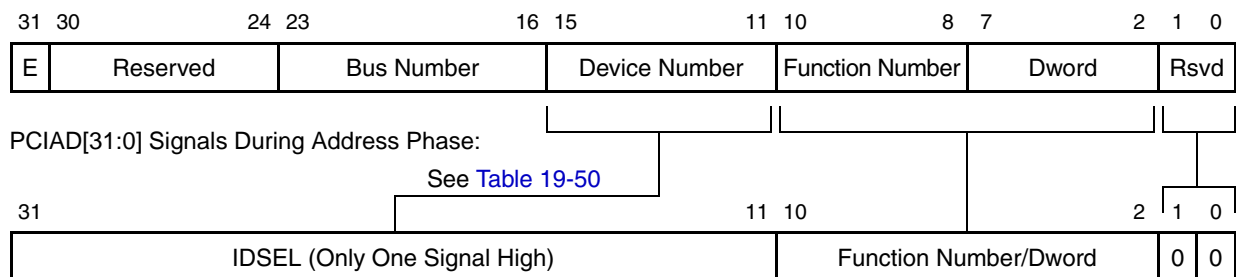 31 30 24 23 16 15 11 10 8 7 2 1 0
E Reserved Bus Number Device Number Function Number Dword Rsvd
PCIAD[31:0] Signals During Address Phase:
See Table 19-50
31 11 10 2 1 0
IDSEL (Only One Signal High) Function Number/Dword 0 0